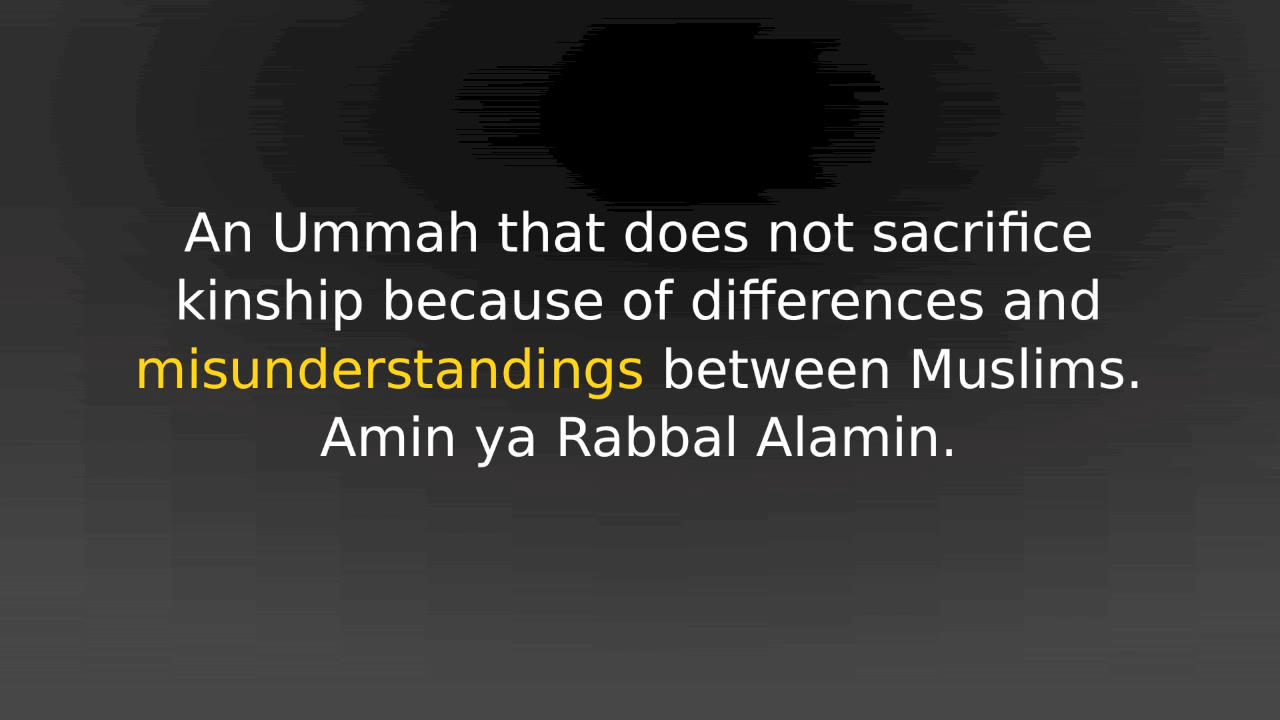 An Ummah that does not sacrifice
kinship because of differences and
misunderstandings between Muslims.
Amin ya Rabbal Alamin.